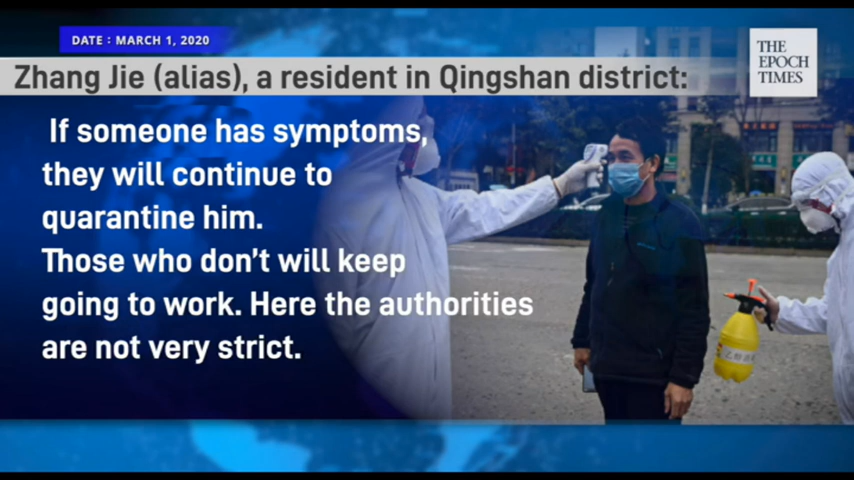 DATE : MARCH 1, 2020
THE
EPOCH
TIMES
Zhang Jie (alias), a resident in Qingshan district:
If someone has symptoms,
they will continue to
quarantine him.
Those who don't will keep
going to work. Here the authorities
are not very strict.